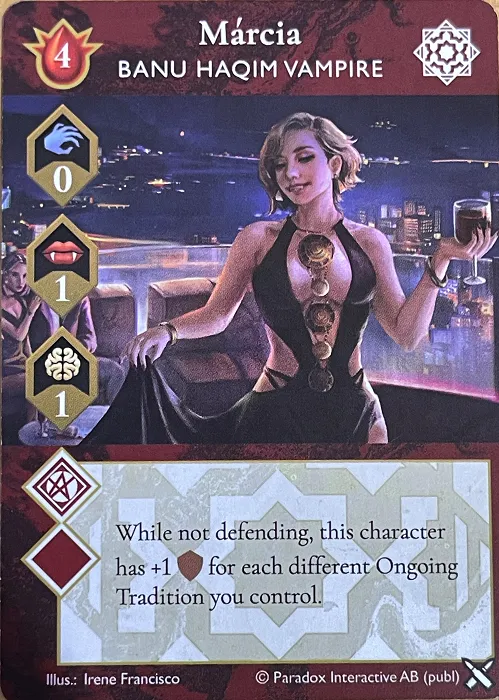 4
Márcia
BANU HAQIM VAMPIRE
0
1
1
While not defending, this character
has +1 for each different Ongoing
Tradition you control.
Illus.: Irene Francisco
© Paradox Interactive AB (publ)